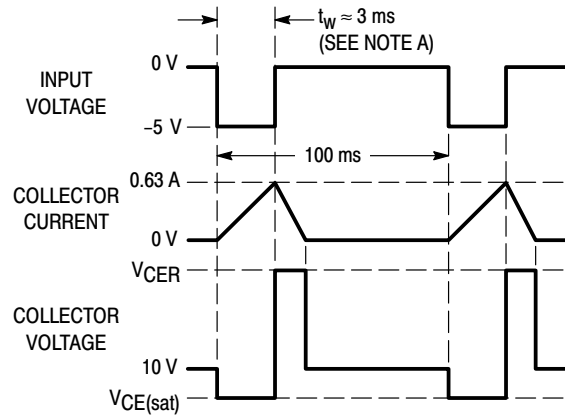 t_w ≈ 3 ms
(SEE NOTE A)
0 V
INPUT
VOLTAGE
–5 V
100 ms
0.63 A
COLLECTOR
CURRENT
0 V
V_CER
COLLECTOR
VOLTAGE
10 V
V_CE(sat)